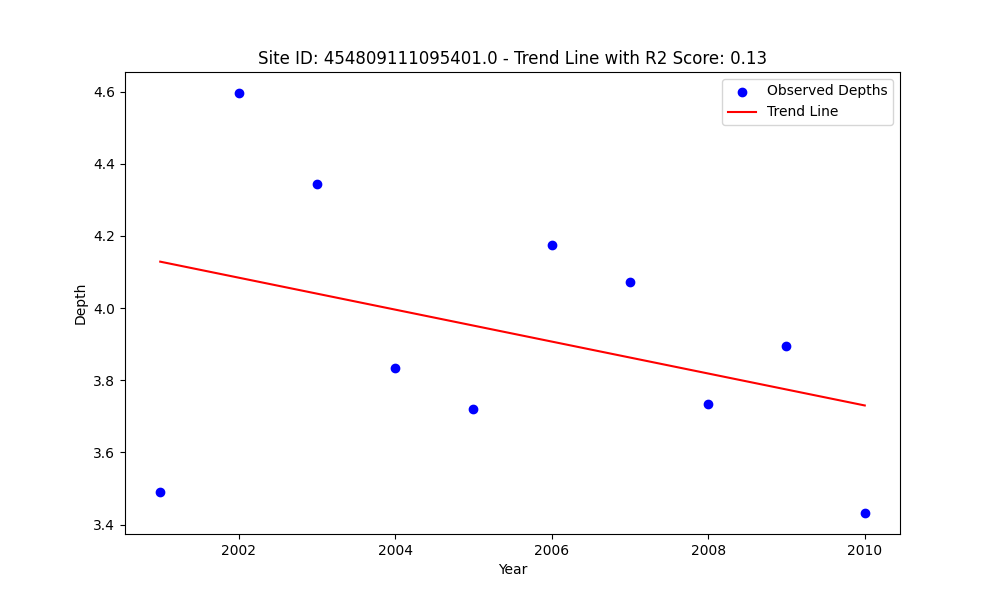 Site ID: 454809111095401.0 - Trend Line with R2 Score: 0.13
Observed Depths
Trend Line
4.6
4.4
4.2
4.0
3.8
3.6
3.4
Depth
2002
2004
2006
2008
2010
Year